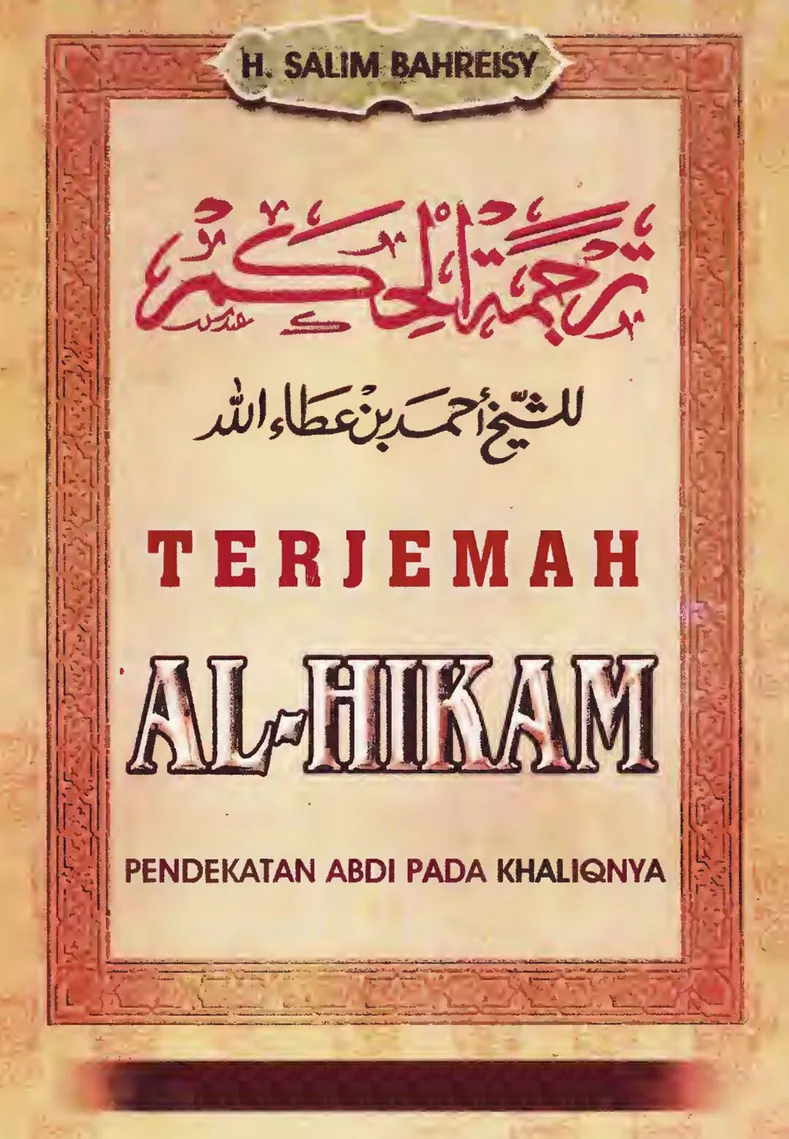 H. SALIM BAHREISY
ترجمة الحكم
للشيخ أحمد بن عطاء الله
TERJEMAH
AL-HIKAM
PENDEKATAN ABDI PADA KHALIQNYA